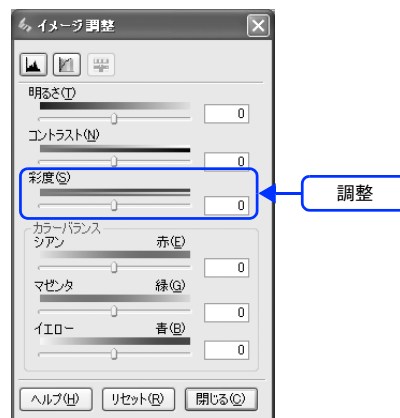 イメージ調整
明るさ(T)
0
コントラスト(N)
0
彩度(S)
0
調整
カラーバランス
シアン 赤(E)
0
マゼンタ 緑(G)
0
イエロー 青(B)
0
ヘルプ(H) リセット(R) 閉じる(C)